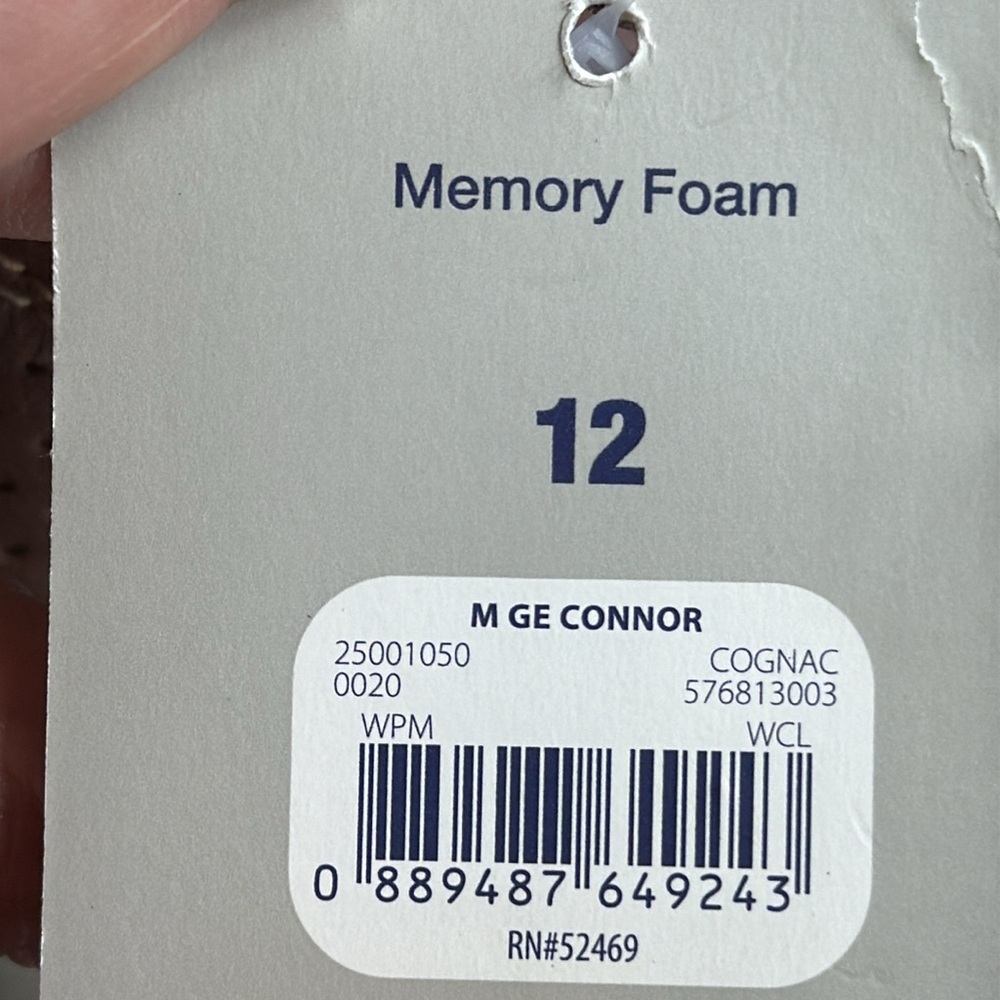 Memory Foam
12
M GE CONNOR
25001050 COGNAC
0020 576813003
WPM WCL
0 889487 649243
RN#52469